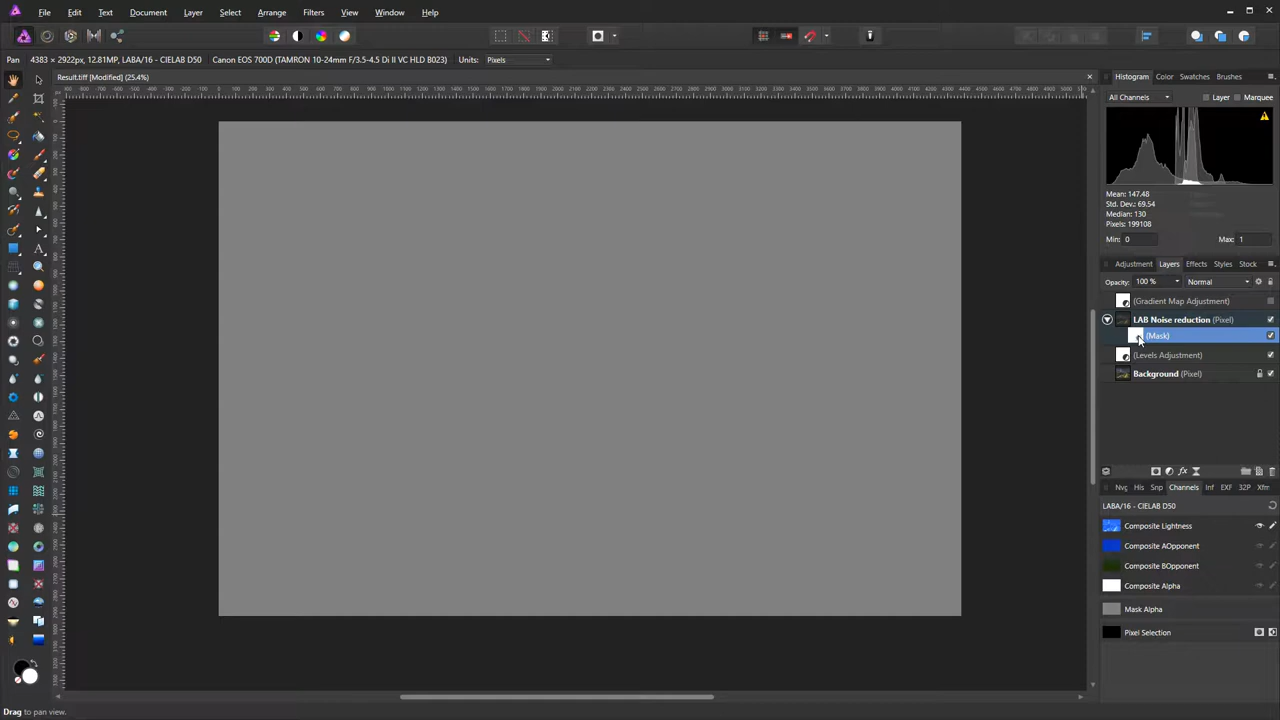 File Edit Text Document Layer Select Arrange Filters View Window Help
Pan 4383 × 2922px, 12.81MP, LABA/16 - CIELAB D50 Canon EOS 700D (TAMRON 10-24mm F/3.5-4.5 Di II VC HLD B023) Units: Pixels
Result.tiff [Modified] (25.4%)
Histogram Color Swatches Brushes
All Channels Layer Marquee
Mean: 147.48
Std. Dev.: 69.54
Median: 130
Pixels: 199108
Min: 0 Max: 1
Adjustment Layers Effects Styles Stock
Opacity: 100 % Normal
(Gradient Map Adjustment)
LAB Noise reduction (Pixel)
(Mask)
(Levels Adjustment)
Background (Pixel)
Nvg His Snp Channels Inf EXF 32P Xfm
LABA/16 - CIELAB D50
Composite Lightness
Composite AOpponent
Composite BOpponent
Composite Alpha
Mask Alpha
Pixel Selection
Drag to pan view.